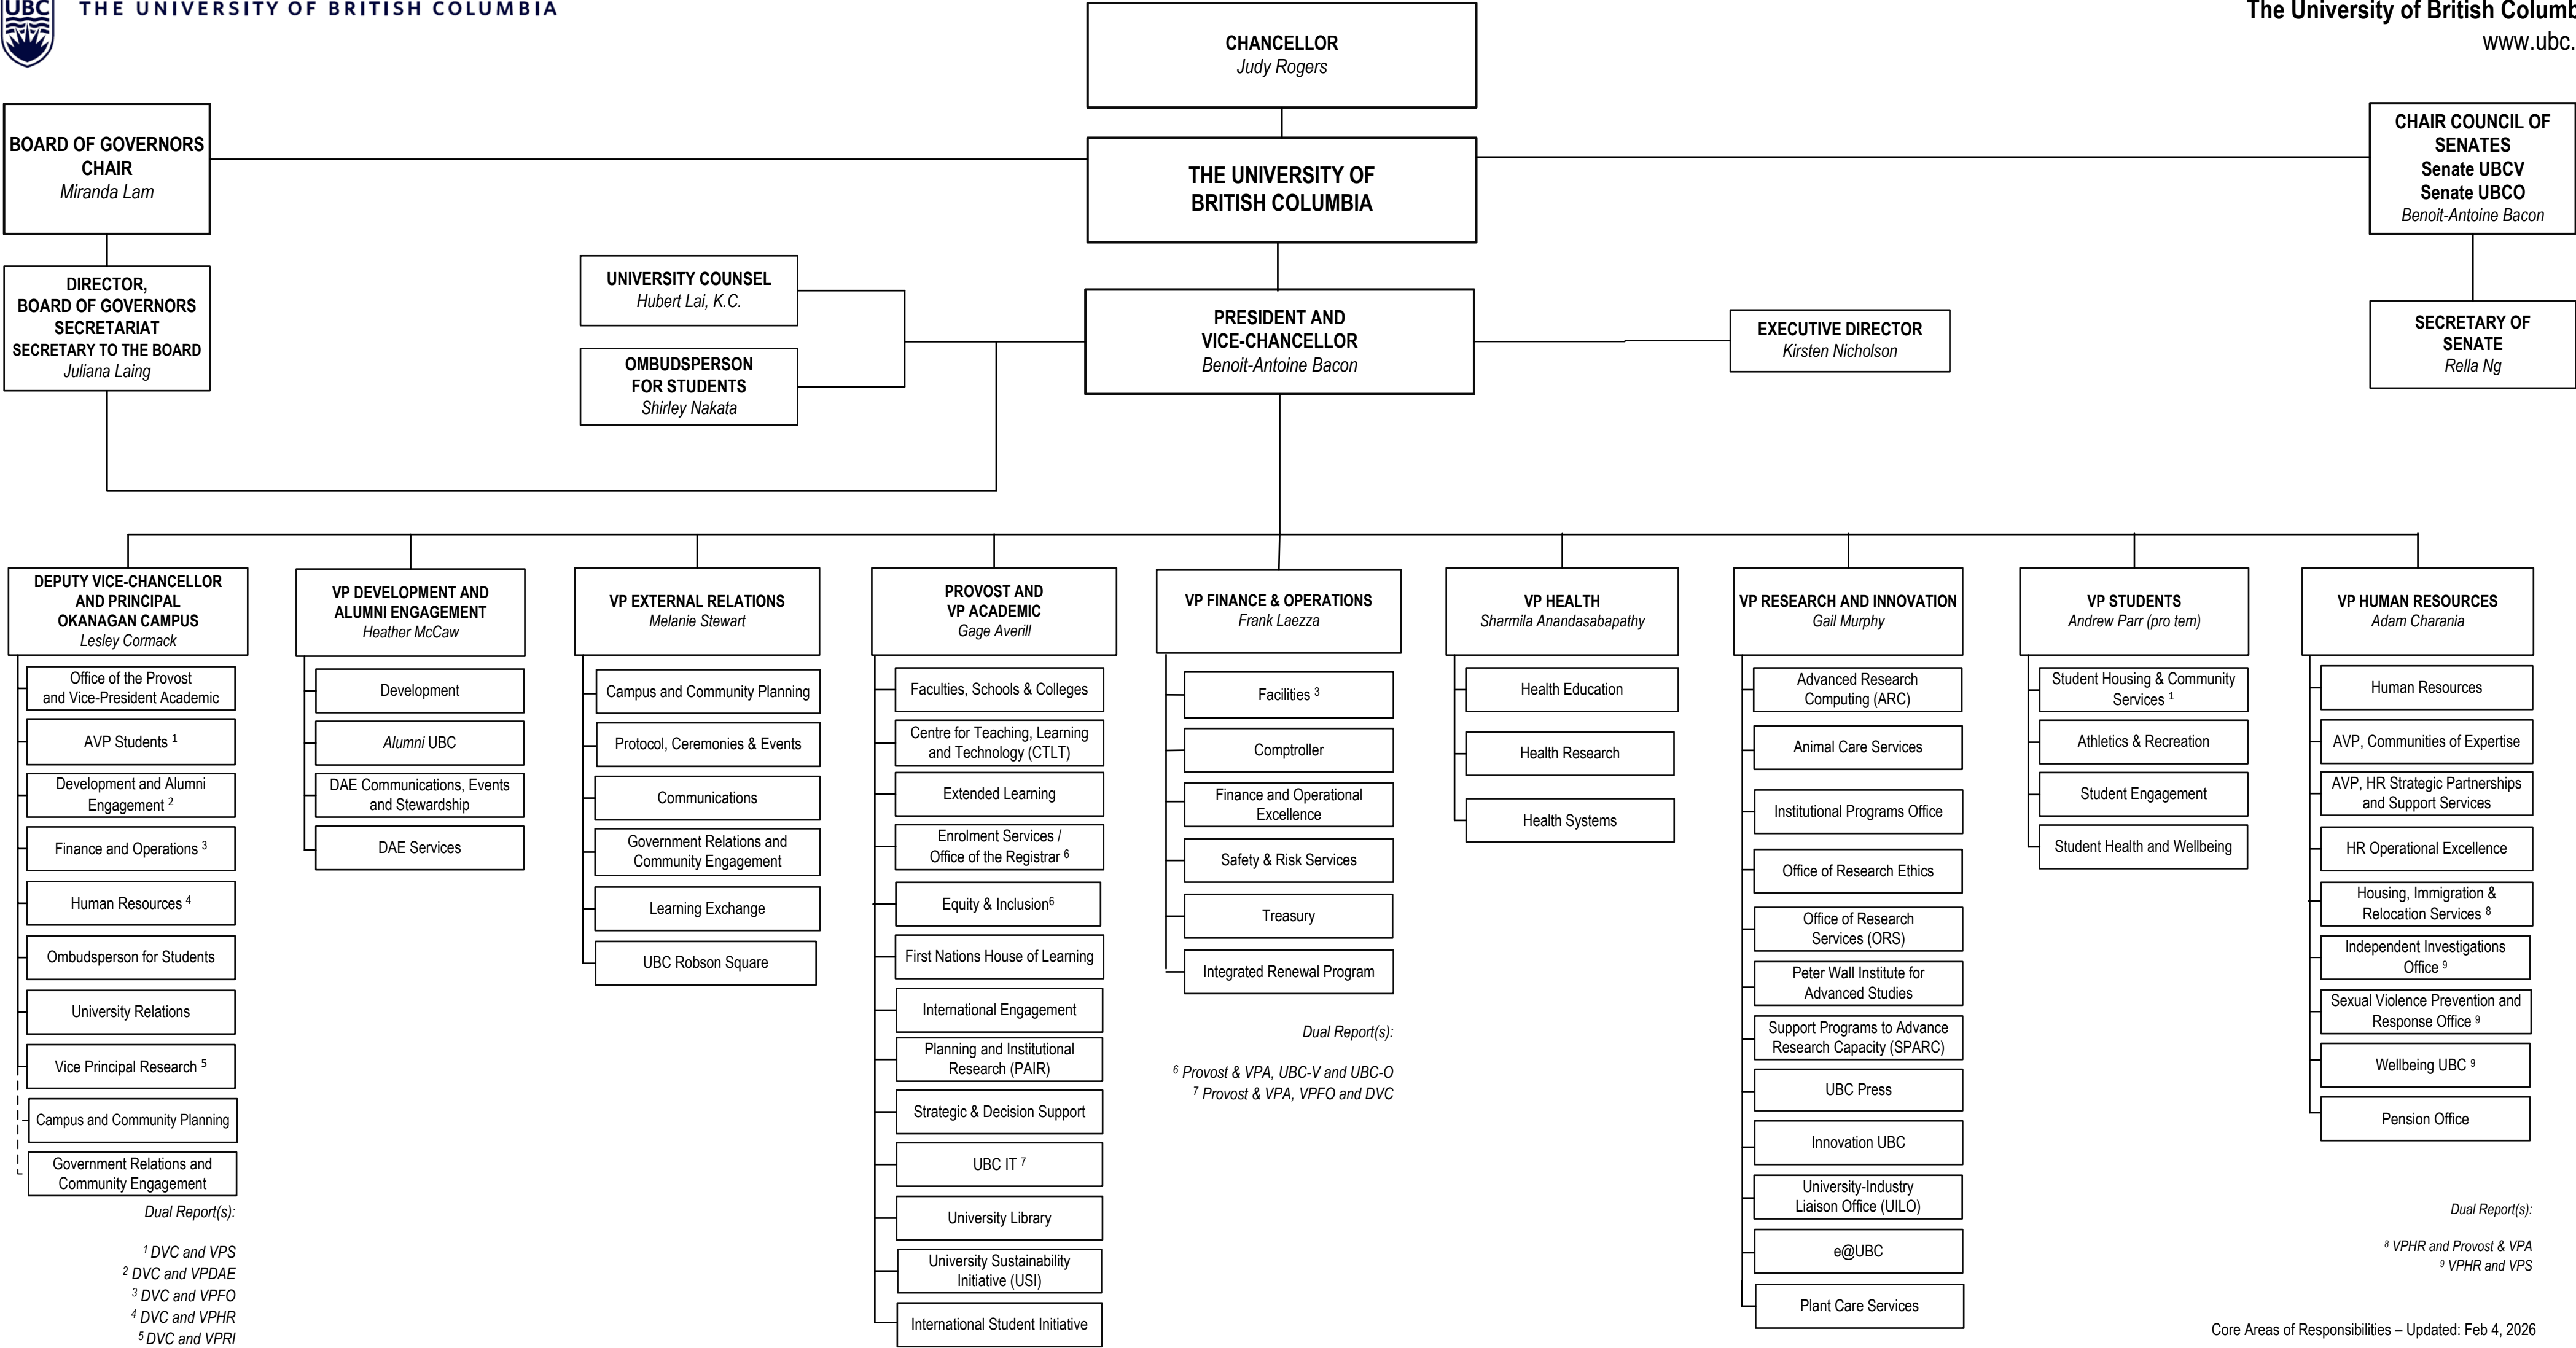 UBC
THE UNIVERSITY OF BRITISH COLUMBIA
The University of British Columb
www.ubc.
CHANCELLOR
Judy Rogers
BOARD OF GOVERNORS
CHAIR
Miranda Lam
THE UNIVERSITY OF
BRITISH COLUMBIA
CHAIR COUNCIL OF
SENATES
Senate UBCV
Senate UBCO
Benoit-Antoine Bacon
DIRECTOR,
BOARD OF GOVERNORS
SECRETARIAT
SECRETARY TO THE BOARD
Juliana Laing
UNIVERSITY COUNSEL
Hubert Lai, K.C.
OMBUDSPERSON
FOR STUDENTS
Shirley Nakata
PRESIDENT AND
VICE-CHANCELLOR
Benoit-Antoine Bacon
EXECUTIVE DIRECTOR
Kirsten Nicholson
SECRETARY OF
SENATE
Rella Ng
DEPUTY VICE-CHANCELLOR
AND PRINCIPAL
OKANAGAN CAMPUS
Lesley Cormack
Office of the Provost
and Vice-President Academic
AVP Students 1
Development and Alumni
Engagement 2
Finance and Operations 3
Human Resources 4
Ombudsperson for Students
University Relations
Vice Principal Research 5
Campus and Community Planning
Government Relations and
Community Engagement
Dual Report(s):
1 DVC and VPS
2 DVC and VPDAE
3 DVC and VPFO
4 DVC and VPHR
5 DVC and VPRI
VP DEVELOPMENT AND
ALUMNI ENGAGEMENT
Heather McCaw
Development
Alumni UBC
DAE Communications, Events
and Stewardship
DAE Services
VP EXTERNAL RELATIONS
Melanie Stewart
Campus and Community Planning
Protocol, Ceremonies & Events
Communications
Government Relations and
Community Engagement
Learning Exchange
UBC Robson Square
PROVOST AND
VP ACADEMIC
Gage Averill
Faculties, Schools & Colleges
Centre for Teaching, Learning
and Technology (CTLT)
Extended Learning
Enrolment Services /
Office of the Registrar 6
Equity & Inclusion6
First Nations House of Learning
International Engagement
Planning and Institutional
Research (PAIR)
Strategic & Decision Support
UBC IT 7
University Library
University Sustainability
Initiative (USI)
International Student Initiative
VP FINANCE & OPERATIONS
Frank Laezza
Facilities 3
Comptroller
Finance and Operational
Excellence
Safety & Risk Services
Treasury
Integrated Renewal Program
Dual Report(s):
6 Provost & VPA, UBC-V and UBC-O
7 Provost & VPA, VPFO and DVC
VP HEALTH
Sharmila Anandasabapathy
Health Education
Health Research
Health Systems
VP RESEARCH AND INNOVATION
Gail Murphy
Advanced Research
Computing (ARC)
Animal Care Services
Institutional Programs Office
Office of Research Ethics
Office of Research
Services (ORS)
Peter Wall Institute for
Advanced Studies
Support Programs to Advance
Research Capacity (SPARC)
UBC Press
Innovation UBC
University-Industry
Liaison Office (UILO)
e@UBC
Plant Care Services
VP STUDENTS
Andrew Parr (pro tem)
Student Housing & Community
Services 1
Athletics & Recreation
Student Engagement
Student Health and Wellbeing
VP HUMAN RESOURCES
Adam Charania
Human Resources
AVP, Communities of Expertise
AVP, HR Strategic Partnerships
and Support Services
HR Operational Excellence
Housing, Immigration &
Relocation Services 8
Independent Investigations
Office 9
Sexual Violence Prevention and
Response Office 9
Wellbeing UBC 9
Pension Office
Dual Report(s):
8 VPHR and Provost & VPA
9 VPHR and VPS
Core Areas of Responsibilities – Updated: Feb 4, 2026